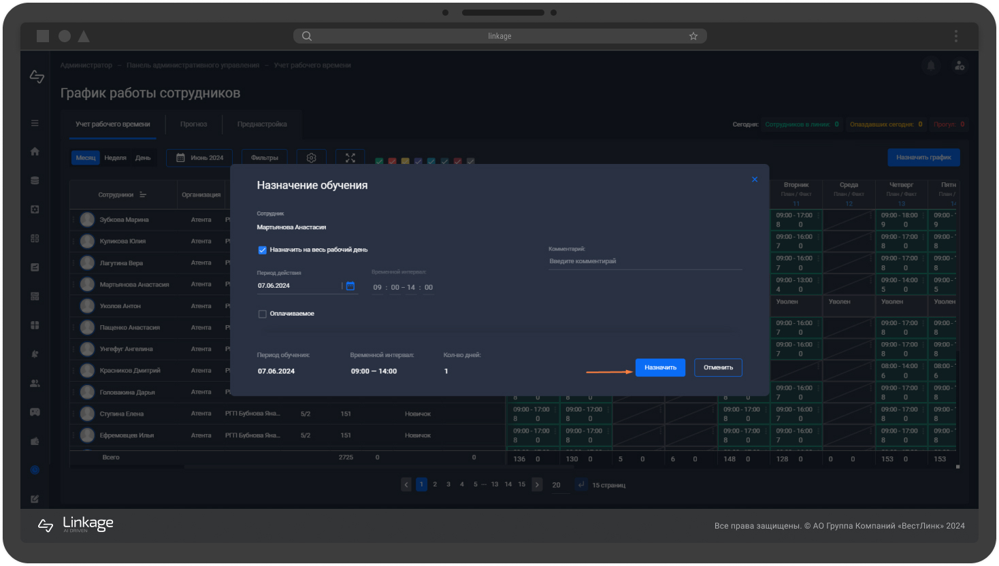 linkage
Администратор – Панель административного управления – Учет рабочего времени
График работы сотрудников
Учет рабочего времени Прогноз Преднастройка
Сегодня: Сотрудников в линии: 0 Опоздавших сегодня: 0 Прогул: 0
Месяц Неделя День Июнь 2024 Фильтры Назначить график
Сотрудники Организация
Вторник Среда Четверг Пятн
План / Факт План / Факт План / Факт План /
11 12 13 14
Зубкова Марина Атента
09:00 - 17:00 09:00 - 18:00 09:00 -
8 0 9 0 9
Куликова Юлия Атента
09:00 - 16:00 09:00 - 17:00 09:00 -
7 0 8 0 8
Лагутина Вера Атента
09:00 - 16:00 09:00 - 17:00 09:00 -
7 0 8 0 8
Мартьянова Анастасия Атента
09:00 - 13:00 09:00 - 14:00 09:00 -
4 0 5 0 5
Уколов Антон Атента
Уволен Уволен Уволен Уволен
Пащенко Анастасия Атента
09:00 - 16:00 09:00 - 17:00 09:00 -
7 0 8 0 8
Унгефуг Ангелина Атента
09:00 - 16:00 09:00 - 17:00 09:00 -
7 0 8 0 8
Красников Дмитрий Атента
08:00 - 14:00 08:00 -
6 0 6
Головакина Дарья Атента
09:00 - 16:00 09:00 - 17:00 09:00 -
8 0 8 0 8 0 7 0 8 0 8
Назначение обучения
Сотрудник
Мартьянова Анастасия
Назначить на весь рабочий день
Комментарий:
Введите комментирай
Период действия Временной интервал:
07.06.2024 09 : 00 – 14 : 00
Оплачиваемое
Период обучения: Временной интервал: Кол-во дней:
07.06.2024 09:00 — 14:00 1
Назначить Отменить
Ступина Елена Атента РГП Бубнова Яна... 5/2 151 Новичок
09:00 - 17:00 09:00 - 17:00 09:00 - 17:00 09:00 - 16:00 09:00 - 17:00 09:00 -
8 0 8 0 8 0 7 0 8 0 8
Ефремовцев Илья Атента РГП Бубнова Яна... 5/2 151 Новичок
09:00 - 17:00 09:00 - 17:00 09:00 - 17:00 09:00 - 16:00 09:00 - 17:00 09:00 -
8 0 8 0 8 0 7 0 8 0 8
Всего 2725 0 0 136 0 130 0 5 0 6 0 148 0 128 0 0 0 153 0 153
1 2 3 4 5 ... 13 14 15 20 15 страниц
Linkage
AI DRIVEN
Все права защищены. © АО Группа Компаний «ВестЛинк» 2024